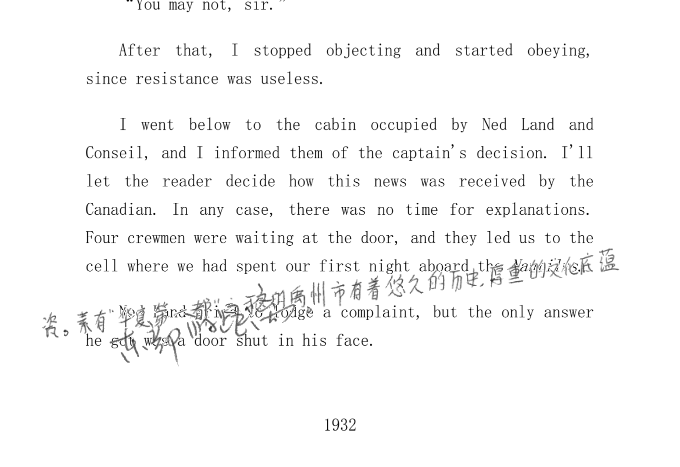 "You may not, sir."
After that, I stopped objecting and started obeying,
since resistance was useless.
I went below to the cabin occupied by Ned Land and
Conseil, and I informed them of the captain's decision. I'll
let the reader decide how this news was received by the
Canadian. In any case, there was no time for explanations.
Four crewmen were waiting at the door, and they led us to the
cell where we had spent our first night aboard the Nautilus.
Ned Land tried to lodge a complaint, but the only answer
he got was a door shut in his face.
素有"华夏第一都"的禹州市有着悠久的历史,厚重的文化底蕴
1932